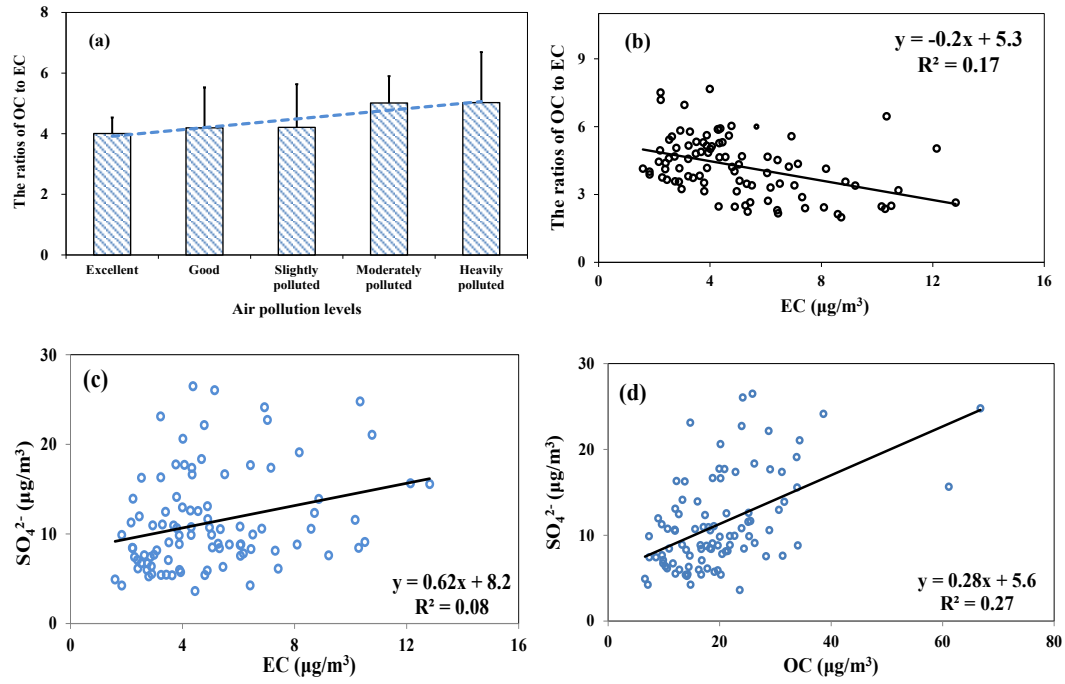 (a)
The ratios of OC to EC
8
6
4
2
0
Excellent
Good
Slightly
polluted
Moderately
polluted
Heavily
polluted
Air pollution levels
(b)
y = -0.2x + 5.3
R² = 0.17
The ratios of OC to EC
9
6
3
0
0
4
8
12
16
EC (μg/m³)
(c)
SO₄²⁻ (μg/m³)
30
20
10
0
y = 0.62x + 8.2
R² = 0.08
0
4
8
12
16
EC (μg/m³)
(d)
SO₄²⁻ (μg/m³)
30
20
10
0
y = 0.28x + 5.6
R² = 0.27
0
20
40
60
80
OC (μg/m³)